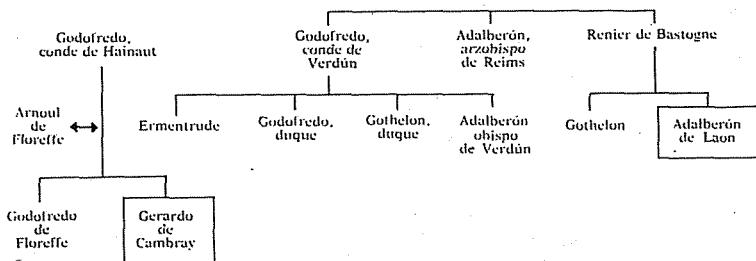 Godofredo,
conde de Hainaut
Godofredo,
conde de
Verdún
Adalberón,
arzobispo
de Reims
Renier de Bastogne
Arnoul
de
Floreffe
Ermentrude
Godofredo,
duque
Gothelon,
duque
Adalberón
obispo
de Verdún
Gothelon
Adalberón
de Laon
Godofredo
de
Floreffe
Gerardo
de
Cambray